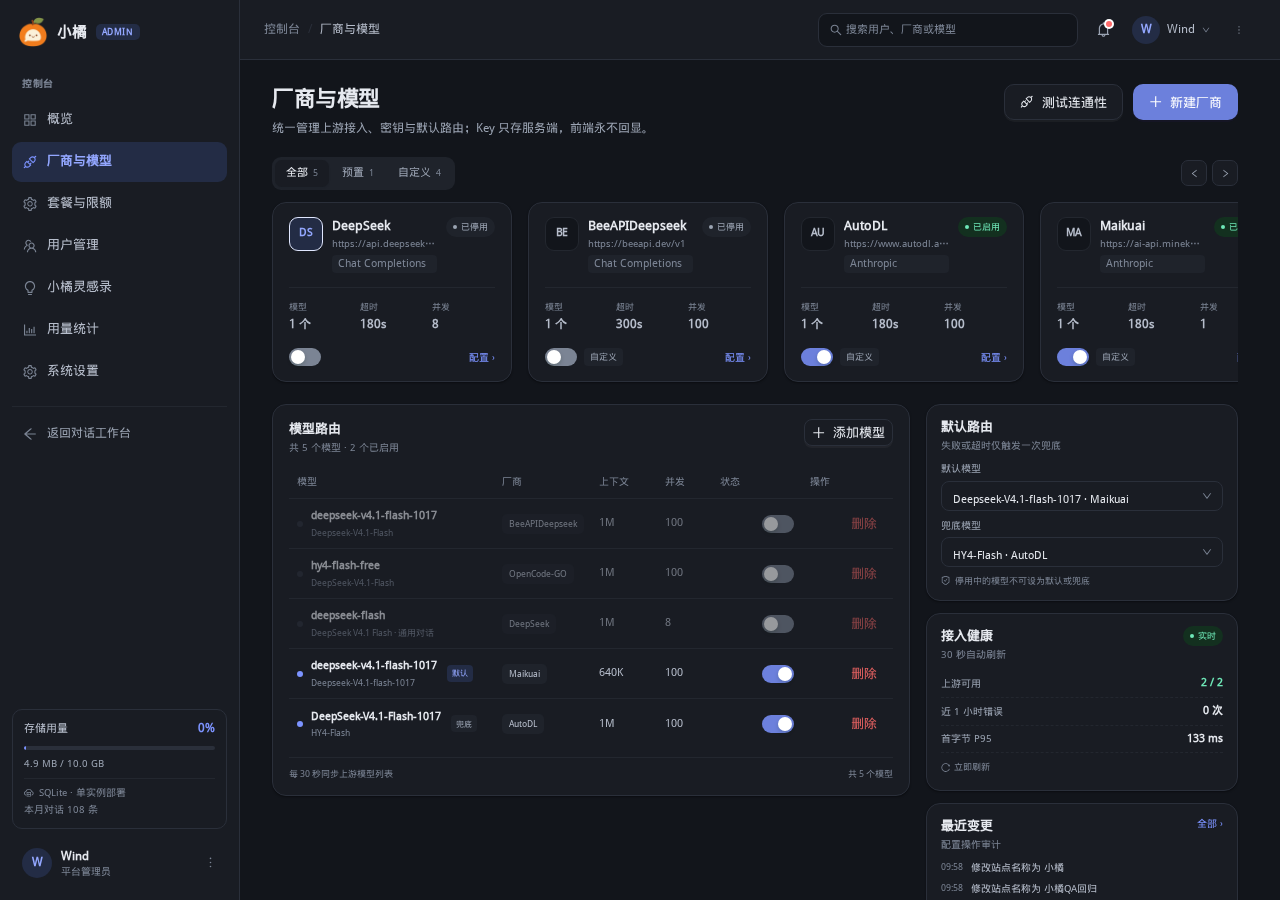 小橘 ADMIN
控制台
概览
厂商与模型
套餐与限额
用户管理
小橘灵感录
用量统计
系统设置
返回对话工作台
存储用量 0%
4.9 MB / 10.0 GB
SQLite · 单实例部署
本月对话 108 条
W Wind
平台管理员
控制台 / 厂商与模型
搜索用户、厂商或模型
W Wind
厂商与模型
统一管理上游接入、密钥与默认路由；Key 只存服务端，前端永不回显。
测试连通性
新建厂商
全部 5 预置 1 自定义 4
DS DeepSeek 已停用
https://api.deepseek···
Chat Completions
模型 超时 并发
1 个 180s 8
配置 ›
BE BeeAPIDeepseek 已停用
https://beeapi.dev/v1
Chat Completions
模型 超时 并发
1 个 300s 100
自定义 配置 ›
AU AutoDL 已启用
https://www.autodl.a···
Anthropic
模型 超时 并发
1 个 180s 100
自定义 配置 ›
MA Maikuai 已
https://ai-api.minek···
Anthropic
模型 超时 并发
1 个 180s 1
自定义
模型路由
共 5 个模型 · 2 个已启用
添加模型
模型 厂商 上下文 并发 状态 操作
deepseek-v4.1-flash-1017 BeeAPIDeepseek 1M 100 删除
Deepseek-V4.1-Flash
hy4-flash-free OpenCode-GO 1M 100 删除
DeepSeek-V4.1-Flash
deepseek-flash DeepSeek 1M 8 删除
DeepSeek V4.1 Flash · 通用对话
deepseek-v4.1-flash-1017 默认 Maikuai 640K 100 删除
Deepseek-V4.1-flash-1017
DeepSeek-V4.1-Flash-1017 兜底 AutoDL 1M 100 删除
HY4-Flash
每 30 秒同步上游模型列表 共 5 个模型
默认路由
失败或超时仅触发一次兜底
默认模型
Deepseek-V4.1-flash-1017 · Maikuai
兜底模型
HY4-Flash · AutoDL
停用中的模型不可设为默认或兜底
接入健康 实时
30 秒自动刷新
上游可用 2 / 2
近 1 小时错误 0 次
首字节 P95 133 ms
立即刷新
最近变更 全部 ›
配置操作审计
09:58 修改站点名称为 小橘
09:58 修改站点名称为 小橘QA回归